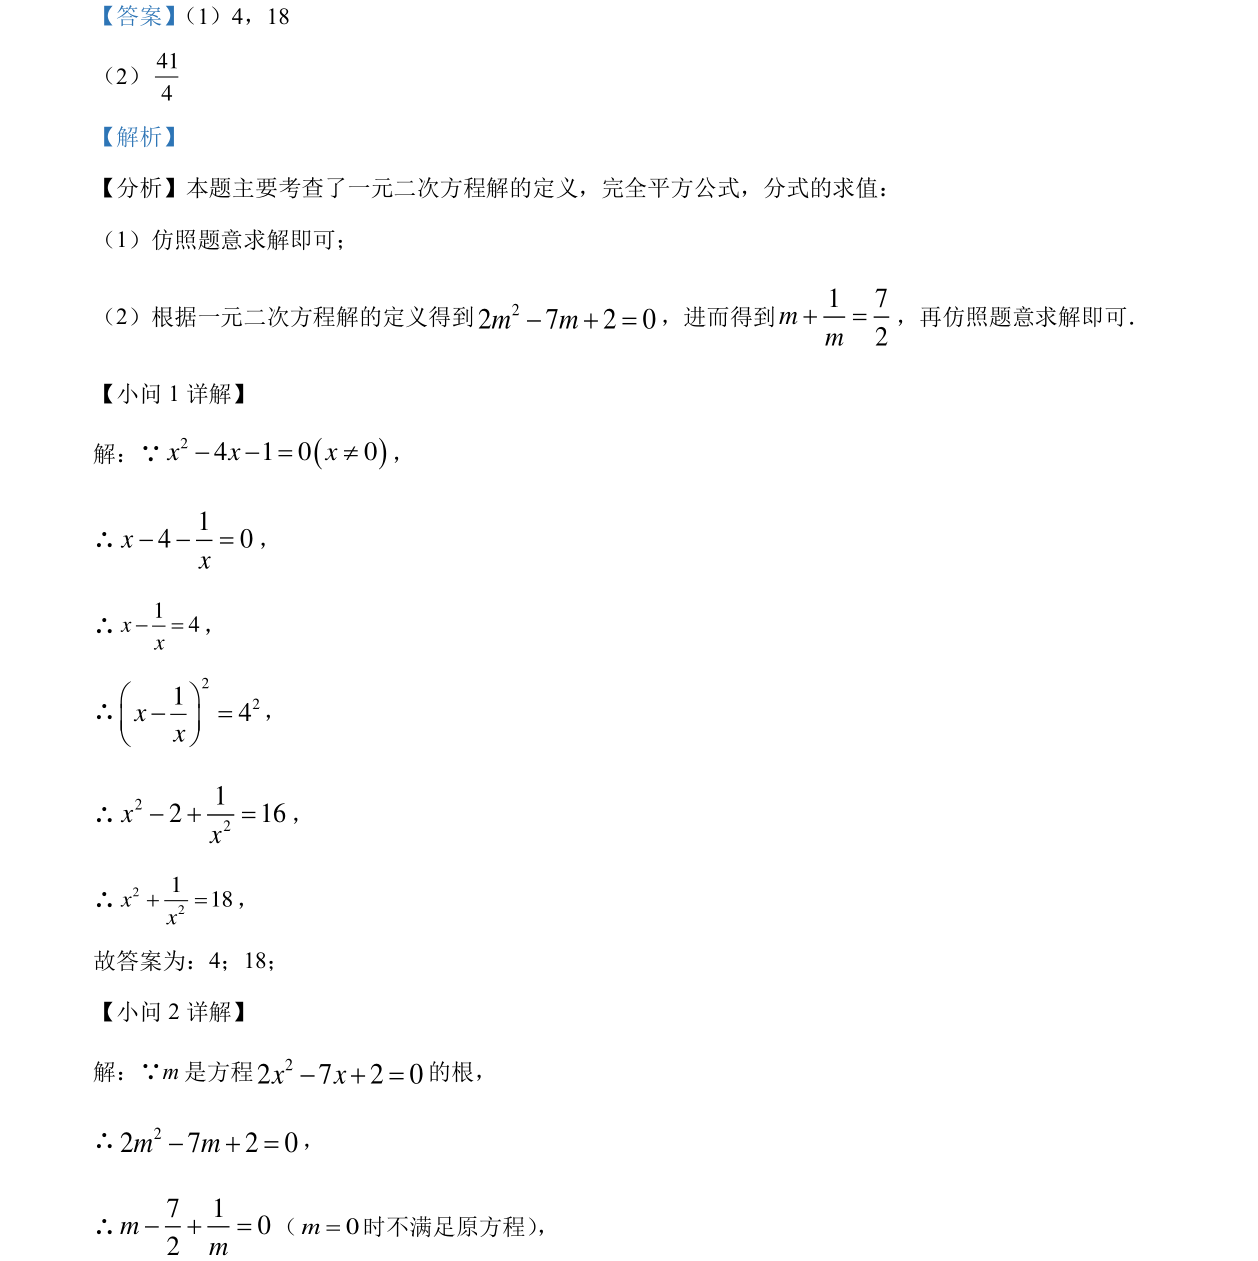 【答案】（1）4，18
（2）41/4
【解析】
【分析】本题主要考查了一元二次方程解的定义，完全平方公式，分式的求值：
（1）仿照题意求解即可；
（2）根据一元二次方程解的定义得到2m²－7m＋2＝0，进而得到m＋1/m＝7/2，再仿照题意求解即可．
【小问 1 详解】
解：∵x²－4x－1＝0(x≠0)，
∴x－4－1/x＝0，
∴x－1/x＝4，
∴(x－1/x)²＝4²，
∴x²－2＋1/x²＝16，
∴x²＋1/x²＝18，
故答案为：4；18；
【小问 2 详解】
解：∵m 是方程2x²－7x＋2＝0的根，
∴2m²－7m＋2＝0，
∴m－7/2＋1/m＝0（m＝0时不满足原方程），